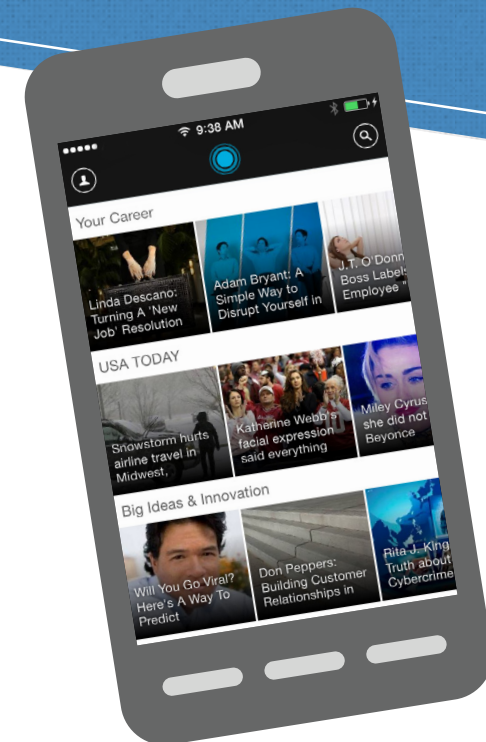 9:38 AM
Your Career
Linda Descano:
Turning A 'New
Job' Resolution
Adam Bryant: A
Simple Way to
Disrupt Yourself in
J.T. O'Donn
Boss Label
Employee "
USA TODAY
Snowstorm hurts
airline travel in
Midwest,
Katherine Webb's
facial expression
said everything
Miley Cyrus
she did not
Beyonce
Big Ideas & Innovation
Will You Go Viral?
Here's A Way To
Predict
Don Peppers:
Building Customer
Relationships in
Rita J. King
Truth about
Cybercrime